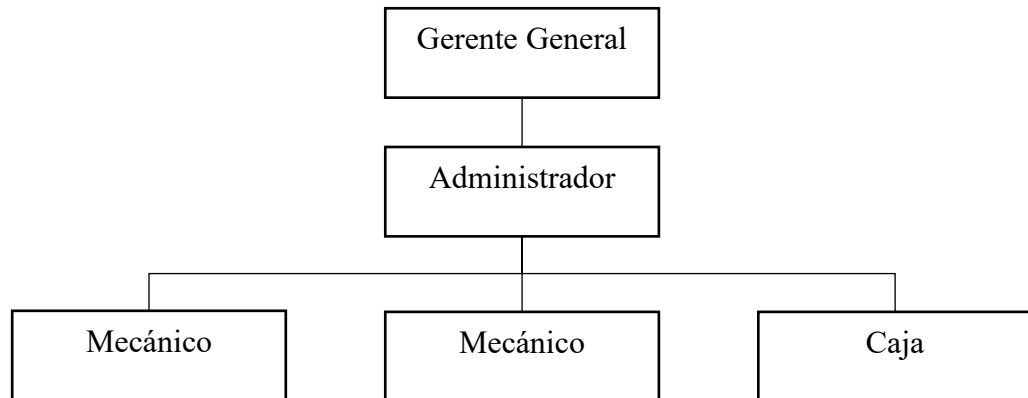 Gerente General
Administrador
Mecánico
Mecánico
Caja